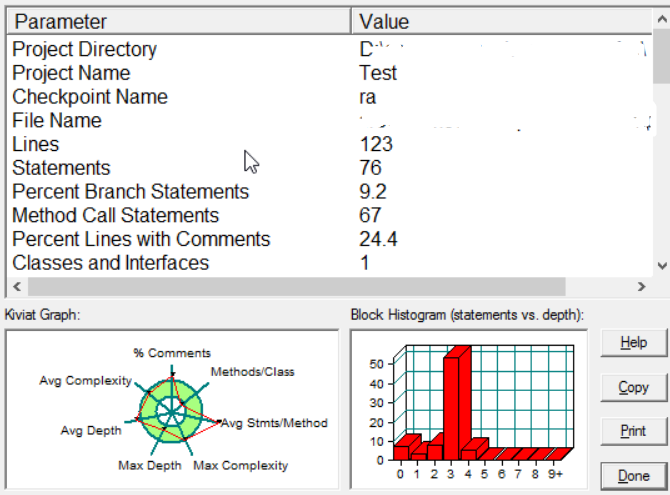 Parameter Value
Project Directory
Project Name Test
Checkpoint Name ra
File Name
Lines 123
Statements 76
Percent Branch Statements 9.2
Method Call Statements 67
Percent Lines with Comments 24.4
Classes and Interfaces 1
Kiviat Graph:
Block Histogram (statements vs. depth):
% Comments
Methods/Class
Avg Complexity
Avg Stmts/Method
Avg Depth
Max Depth
Max Complexity
50
40
30
20
10
0
0 1 2 3 4 5 6 7 8 9+
Help
Copy
Print
Done